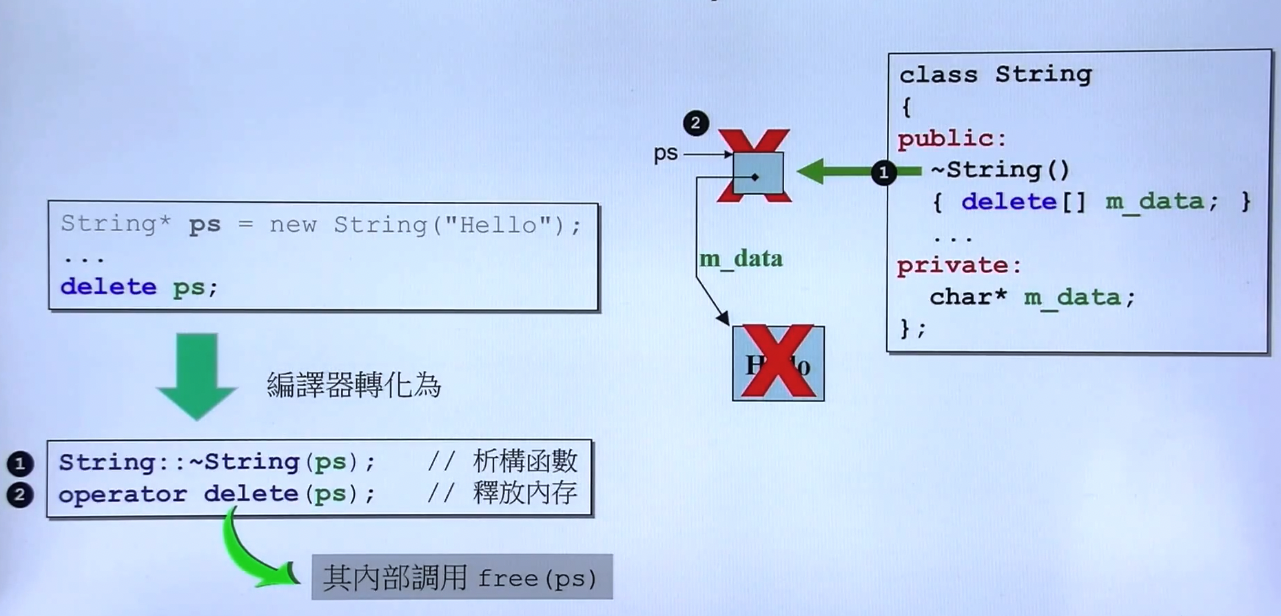 String* ps = new String("Hello");
...
delete ps;
編譯器轉化為
❶ String::~String(ps); // 析構函數
❷ operator delete(ps); // 釋放內存
其內部調用 free(ps)
❷
ps
m_data
❶
class String
{
public:
~String()
{ delete[] m_data; }
...
private:
char* m_data;
};